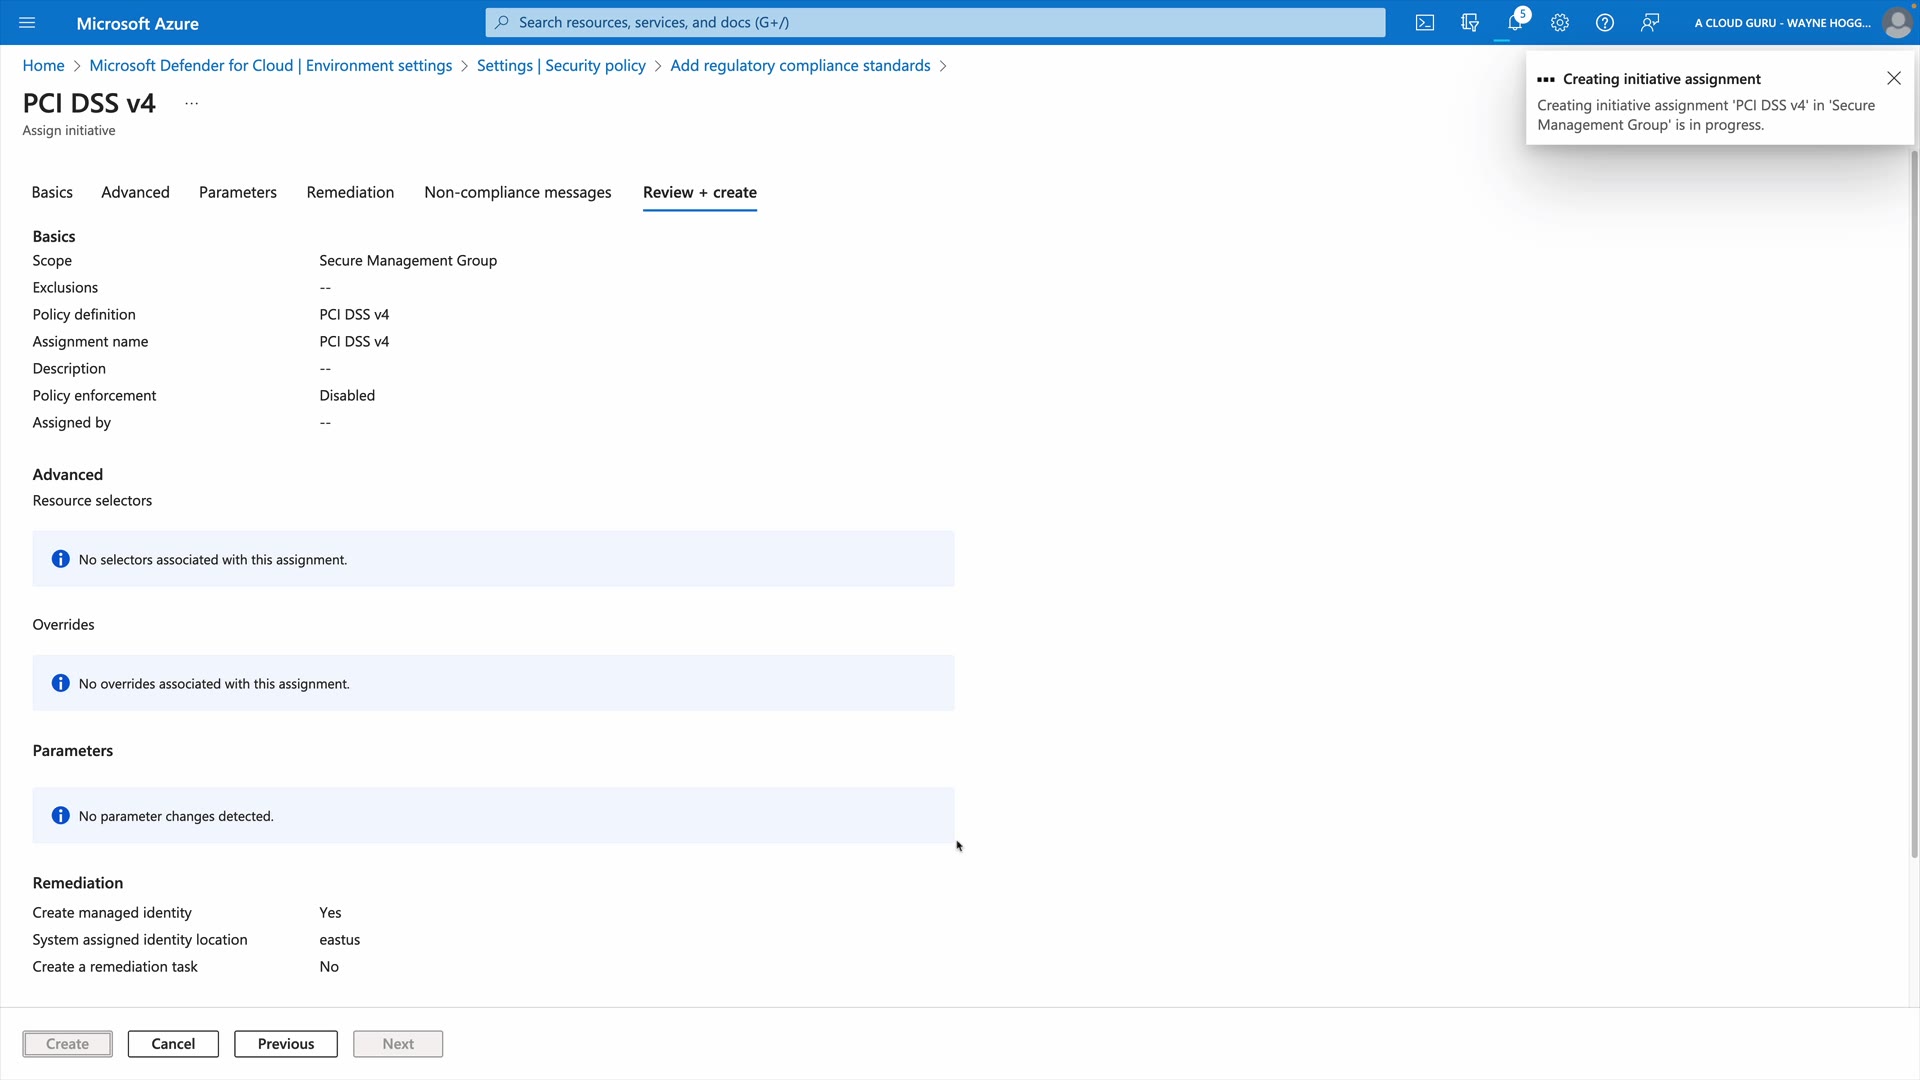 Microsoft Azure
Search resources, services, and docs (G+/)
5
A CLOUD GURU - WAYNE HOGG...
Home > Microsoft Defender for Cloud | Environment settings > Settings | Security policy > Add regulatory compliance standards >
PCI DSS v4 ...
Assign initiative
Creating initiative assignment
Creating initiative assignment 'PCI DSS v4' in 'Secure
Management Group' is in progress.
Basics Advanced Parameters Remediation Non-compliance messages Review + create
Basics
Scope Secure Management Group
Exclusions --
Policy definition PCI DSS v4
Assignment name PCI DSS v4
Description --
Policy enforcement Disabled
Assigned by --
Advanced
Resource selectors
No selectors associated with this assignment.
Overrides
No overrides associated with this assignment.
Parameters
No parameter changes detected.
Remediation
Create managed identity Yes
System assigned identity location eastus
Create a remediation task No
Create Cancel Previous Next